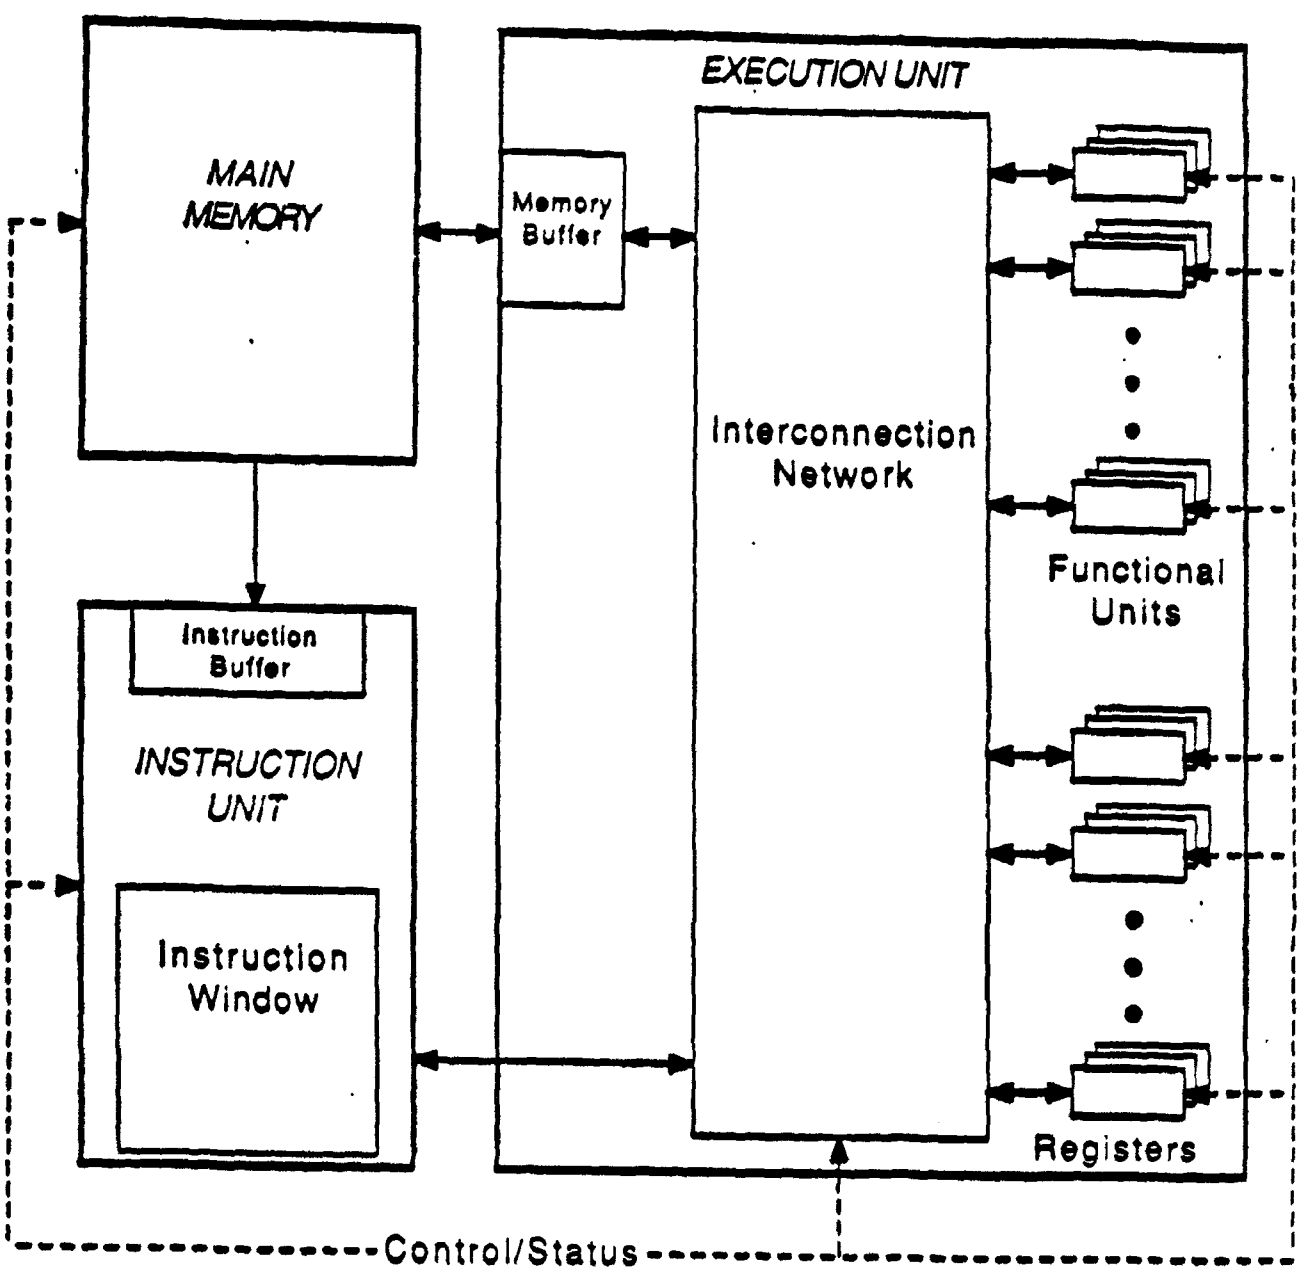 EXECUTION UNIT
MAIN
MEMORY
Memory
Buffer
Interconnection
Network
Functional
Units
Instruction
Buffer
INSTRUCTION
UNIT
Instruction
Window
Registers
Control/Status